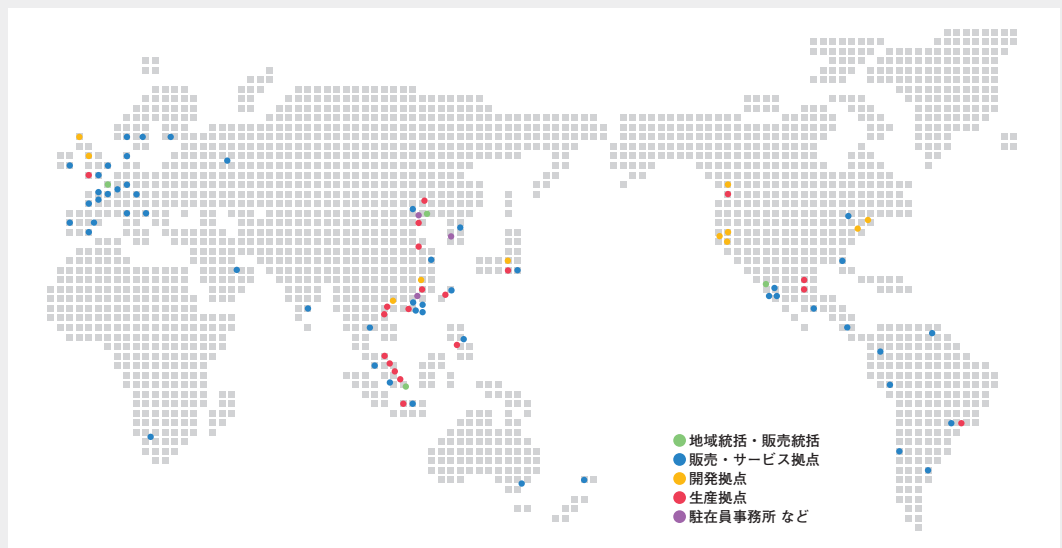 地域統括・販売統括
販売・サービス拠点
開発拠点
生産拠点
駐在員事務所 など